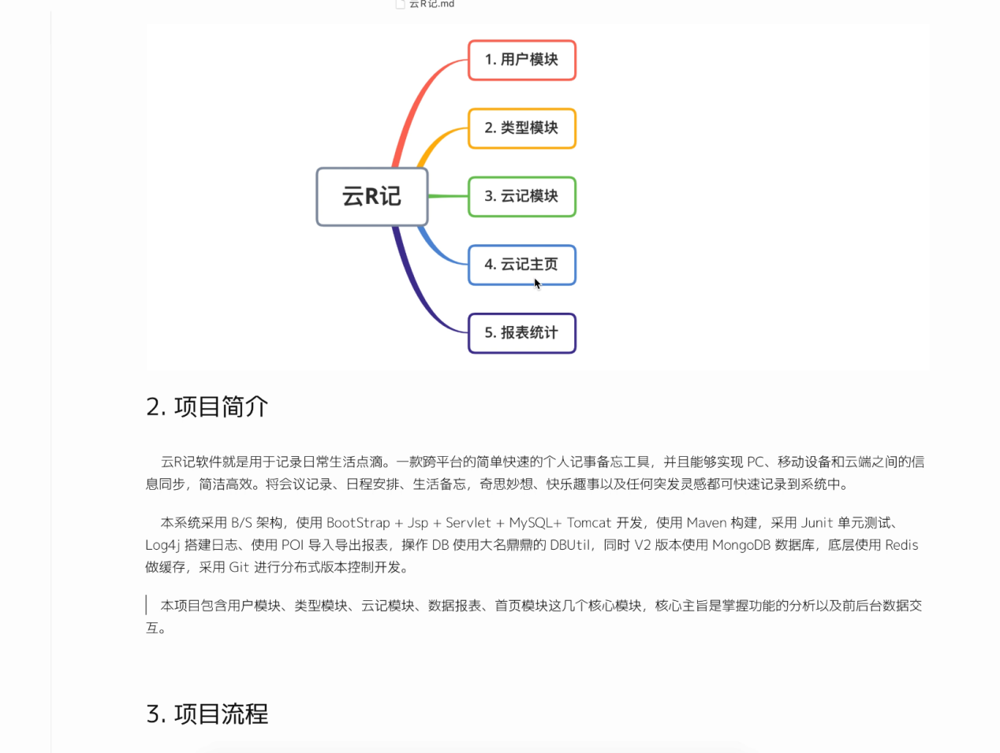 云R记.md
1. 用户模块
2. 类型模块
云R记
3. 云记模块
4. 云记主页
5. 报表统计
2. 项目简介
云R记软件就是用于记录日常生活点滴。一款跨平台的简单快速的个人记事备忘工具，并且能够实现 PC、移动设备和云端之间的信
息同步，简洁高效。将会议记录、日程安排、生活备忘，奇思妙想、快乐趣事以及任何突发灵感都可快速记录到系统中。
本系统采用 B/S 架构，使用 BootStrap + Jsp + Servlet + MySQL+ Tomcat 开发，使用 Maven 构建，采用 Junit 单元测试、
Log4j 搭建日志、使用 POI 导入导出报表，操作 DB 使用大名鼎鼎的 DBUtil，同时 V2 版本使用 MongoDB 数据库，底层使用 Redis
做缓存，采用 Git 进行分布式版本控制开发。
本项目包含用户模块、类型模块、云记模块、数据报表、首页模块这几个核心模块，核心主旨是掌握功能的分析以及前后台数据交
互。
3. 项目流程